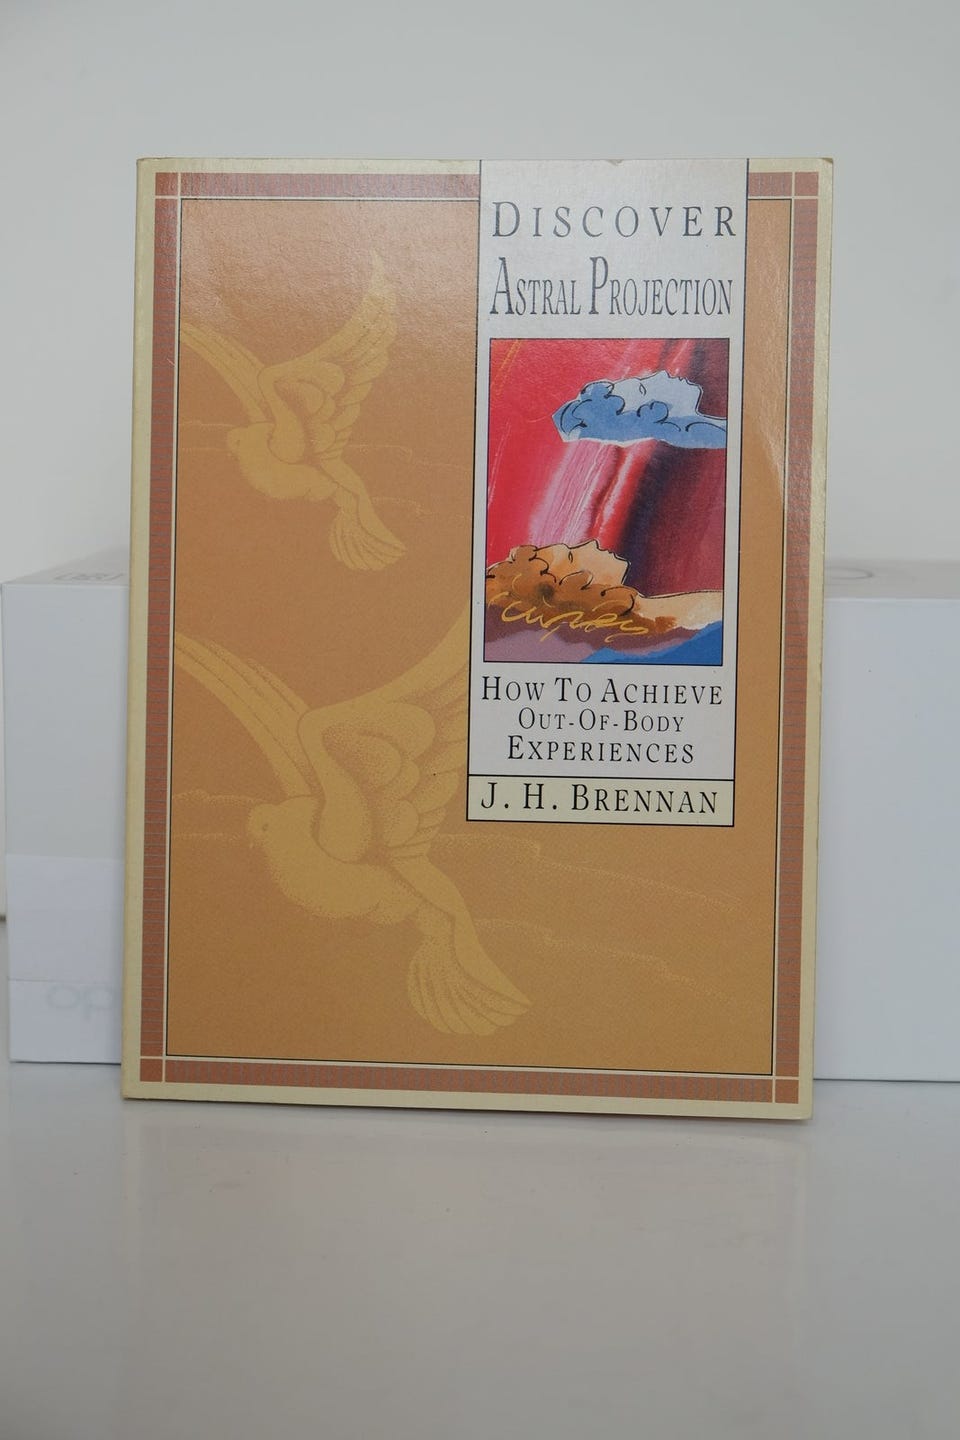 DISCOVER
ASTRAL PROJECTION
HOW TO ACHIEVE
OUT-OF-BODY
EXPERIENCES
J. H. BRENNAN